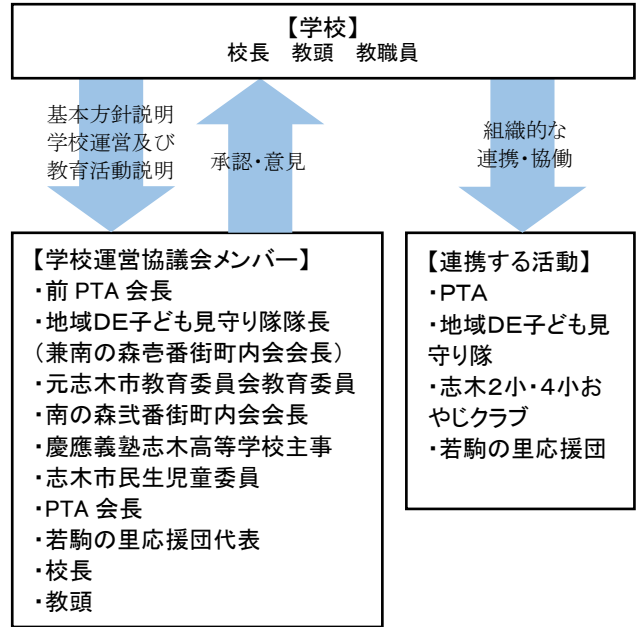 【学校】
校長　教頭　教職員
基本方針説明
学校運営及び
教育活動説明
承認・意見
組織的な
連携・協働
【学校運営協議会メンバー】
・前 PTA 会長
・地域DE子ども見守り隊隊長
（兼南の森壱番街町内会会長）
・元志木市教育委員会教育委員
・南の森弐番街町内会会長
・慶應義塾志木高等学校主事
・志木市民生児童委員
・PTA 会長
・若駒の里応援団代表
・校長
・教頭
【連携する活動】
・PTA
・地域DE子ども見
守り隊
・志木２小・４小お
やじクラブ
・若駒の里応援団